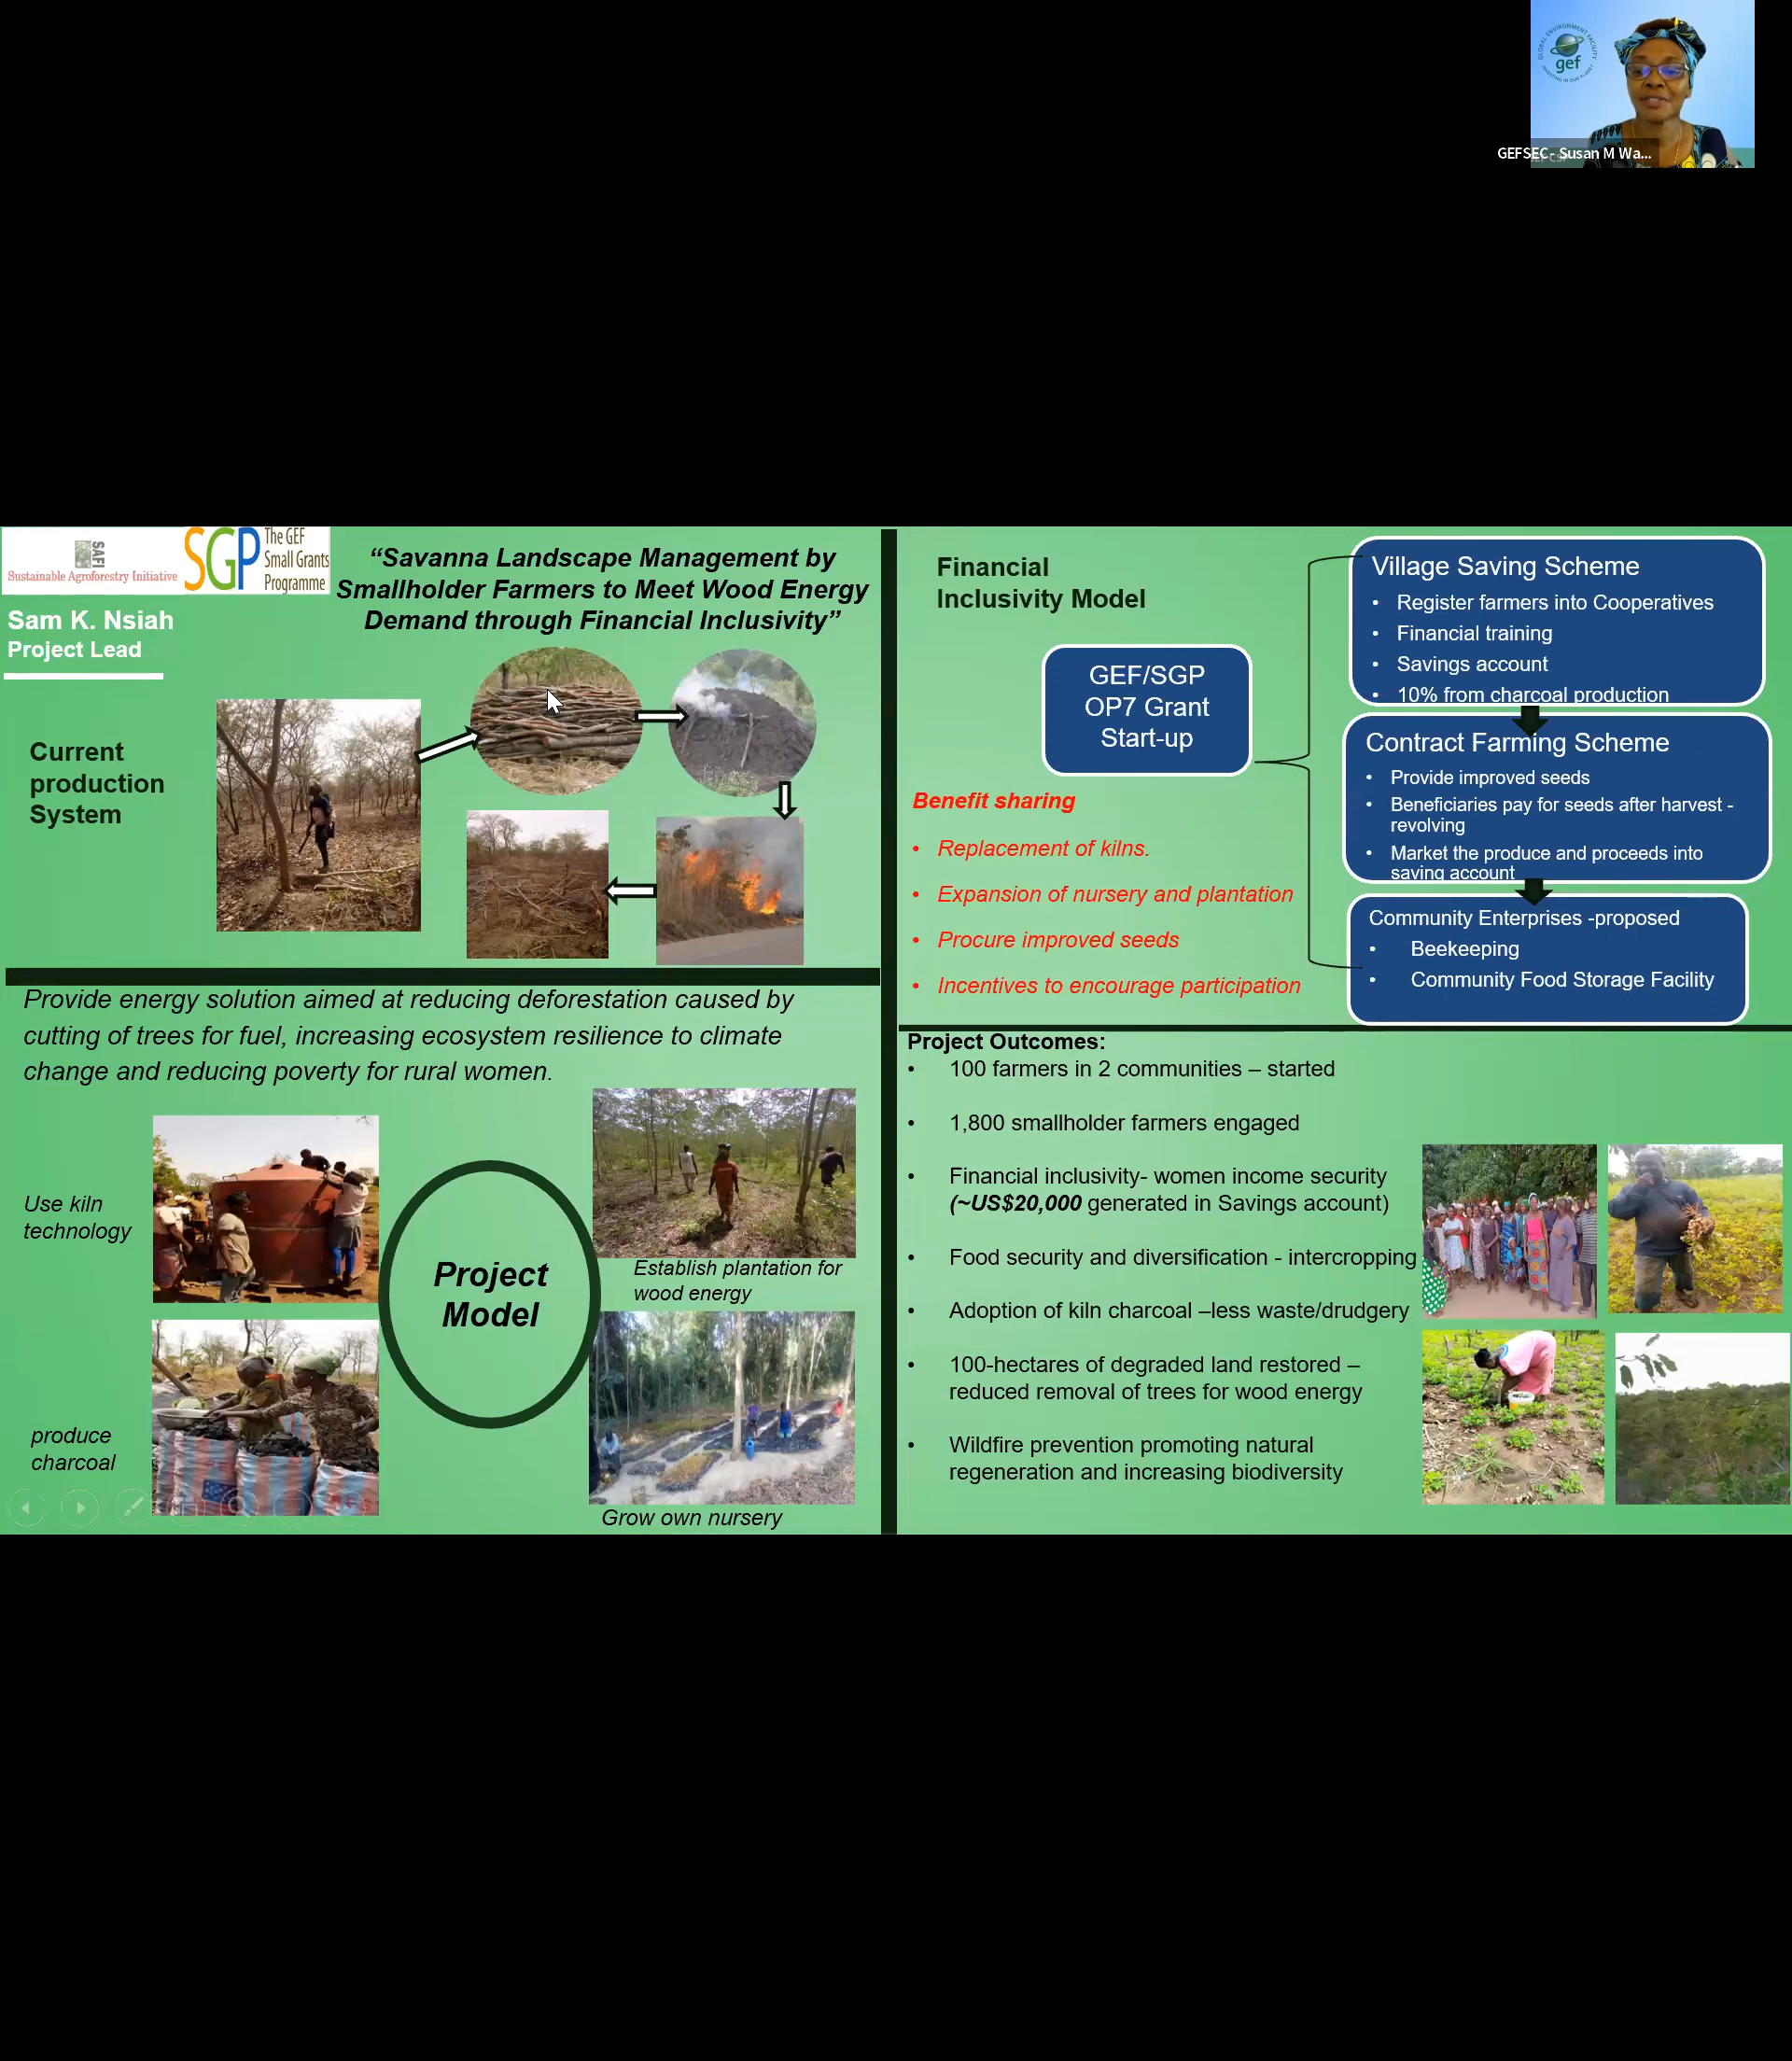 GLOBAL ENVIRONMENT FACILITY
gef
INVESTING IN OUR PLANET
GEFSEC - Susan M Wa...
SAFI
Sustainable Agroforestry Initiative
SGP
The GEF
Small Grants
Programme
Sam K. Nsiah
Project Lead
“Savanna Landscape Management by
Smallholder Farmers to Meet Wood Energy
Demand through Financial Inclusivity”
Current
production
System
Provide energy solution aimed at reducing deforestation caused by
cutting of trees for fuel, increasing ecosystem resilience to climate
change and reducing poverty for rural women.
Use kiln
technology
produce
charcoal
Project
Model
Establish plantation for
wood energy
Grow own nursery
Financial
Inclusivity Model
GEF/SGP
OP7 Grant
Start-up
Benefit sharing
• Replacement of kilns.
• Expansion of nursery and plantation
• Procure improved seeds
• Incentives to encourage participation
Village Saving Scheme
• Register farmers into Cooperatives
• Financial training
• Savings account
• 10% from charcoal production
Contract Farming Scheme
• Provide improved seeds
• Beneficiaries pay for seeds after harvest -
revolving
• Market the produce and proceeds into
saving account
Community Enterprises -proposed
• Beekeeping
• Community Food Storage Facility
Project Outcomes:
• 100 farmers in 2 communities – started
• 1,800 smallholder farmers engaged
• Financial inclusivity- women income security
(~US$20,000 generated in Savings account)
• Food security and diversification - intercropping
• Adoption of kiln charcoal –less waste/drudgery
• 100-hectares of degraded land restored –
reduced removal of trees for wood energy
• Wildfire prevention promoting natural
regeneration and increasing biodiversity